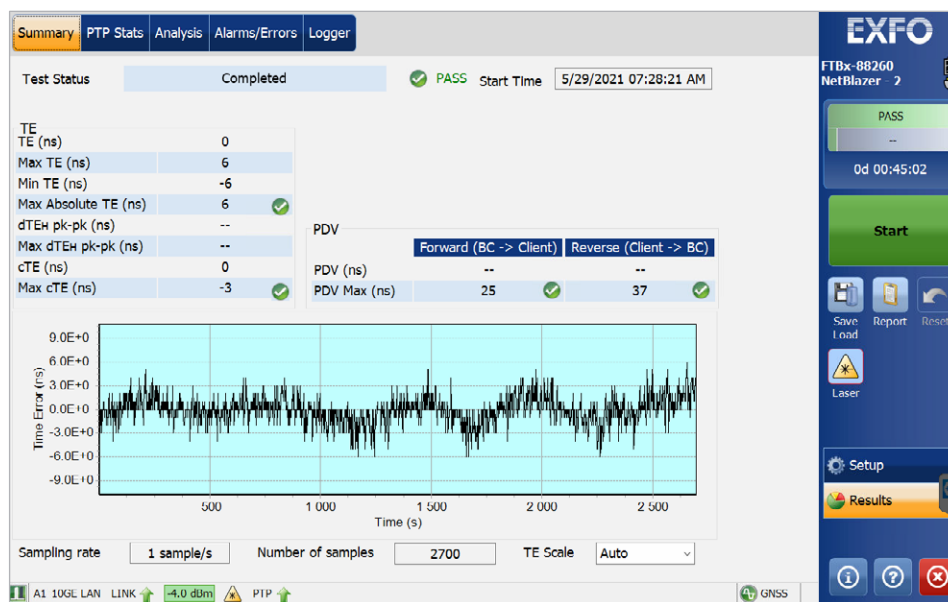 Summary PTP Stats Analysis Alarms/Errors Logger
EXFO
FTBx-88260
NetBlazer - 2
Test Status Completed PASS Start Time 5/29/2021 07:28:21 AM
PASS
--
0d 00:45:02
TE
TE (ns) 0
Max TE (ns) 6
Min TE (ns) -6
Max Absolute TE (ns) 6
dTEH pk-pk (ns) --
Max dTEH pk-pk (ns) --
cTE (ns) 0
Max cTE (ns) -3
PDV
Forward (BC -> Client) Reverse (Client -> BC)
PDV (ns) -- --
PDV Max (ns) 25 37
Start
Save Load
Report
Reset
Laser
Time Error (ns)
9.0E+0
6.0E+0
3.0E+0
0.0E+0
-3.0E+0
-6.0E+0
-9.0E+0
500 1 000 1 500 2 000 2 500
Time (s)
Setup
Results
Sampling rate 1 sample/s Number of samples 2700 TE Scale Auto
A1 10GE LAN LINK -4.0 dBm PTP GNSS